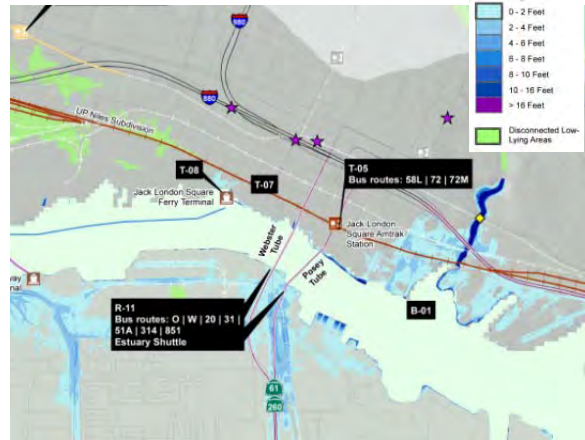 0 - 2 Feet
2 - 4 Feet
4 - 6 Feet
6 - 8 Feet
8 - 10 Feet
10 - 16 Feet
> 16 Feet
Disconnected Low-
Lying Areas
880
880
UP Niles Subdivision
T-08
T-07
Jack London Square
Ferry Terminal
T-05
Bus routes: 58L | 72 | 72M
Jack London
Square Amtrak
Station
Webster
Tube
Posey
Tube
R-11
Bus routes: O | W | 20 | 31 |
51A | 314 | 851
Estuary Shuttle
B-01
61
260